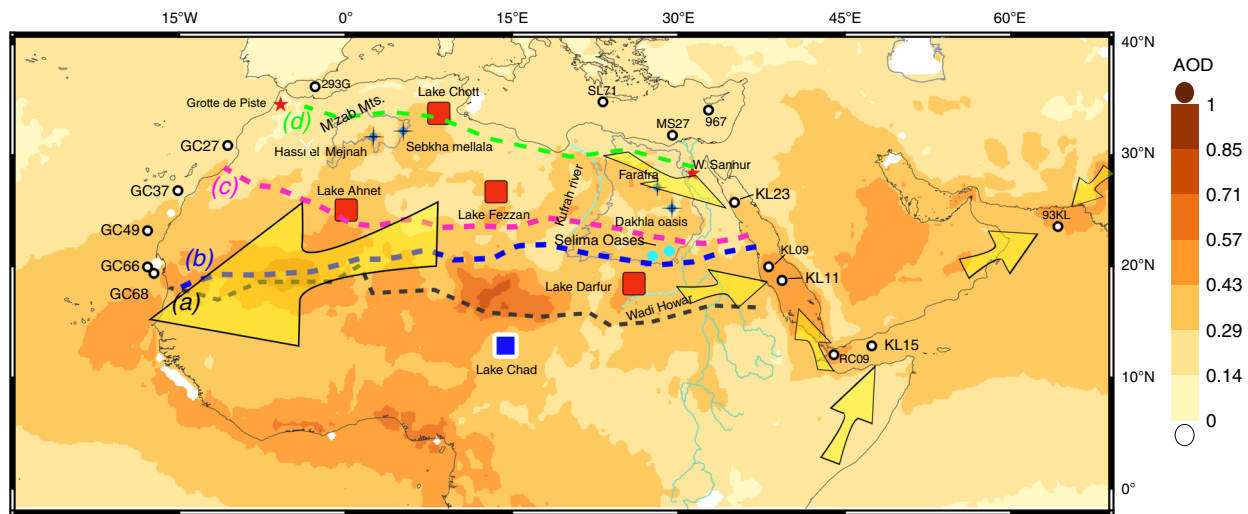 15°W 0° 15°E 30°E 45°E 60°E
40°N
AOD
293G
Lake Chott
SL71
Grotte de Piste
M'zab Mts.
967
1
(d)
MS27
GC27
Hassi el Mejnah
Sebkha mellala
W. Sannur
30°N
0.85
Farafra
GC37
(c)
Lake Ahnet
Kufrah river
KL23
0.71
Lake Fezzan
Dakhla oasis
93KL
GC49
Selima Oases
0.57
(b)
KL09
GC66
20°N
KL11
Lake Darfur
0.43
GC68
(a)
Wadi Howar
0.29
KL15
RC09
Lake Chad
10°N
0.14
0
0°